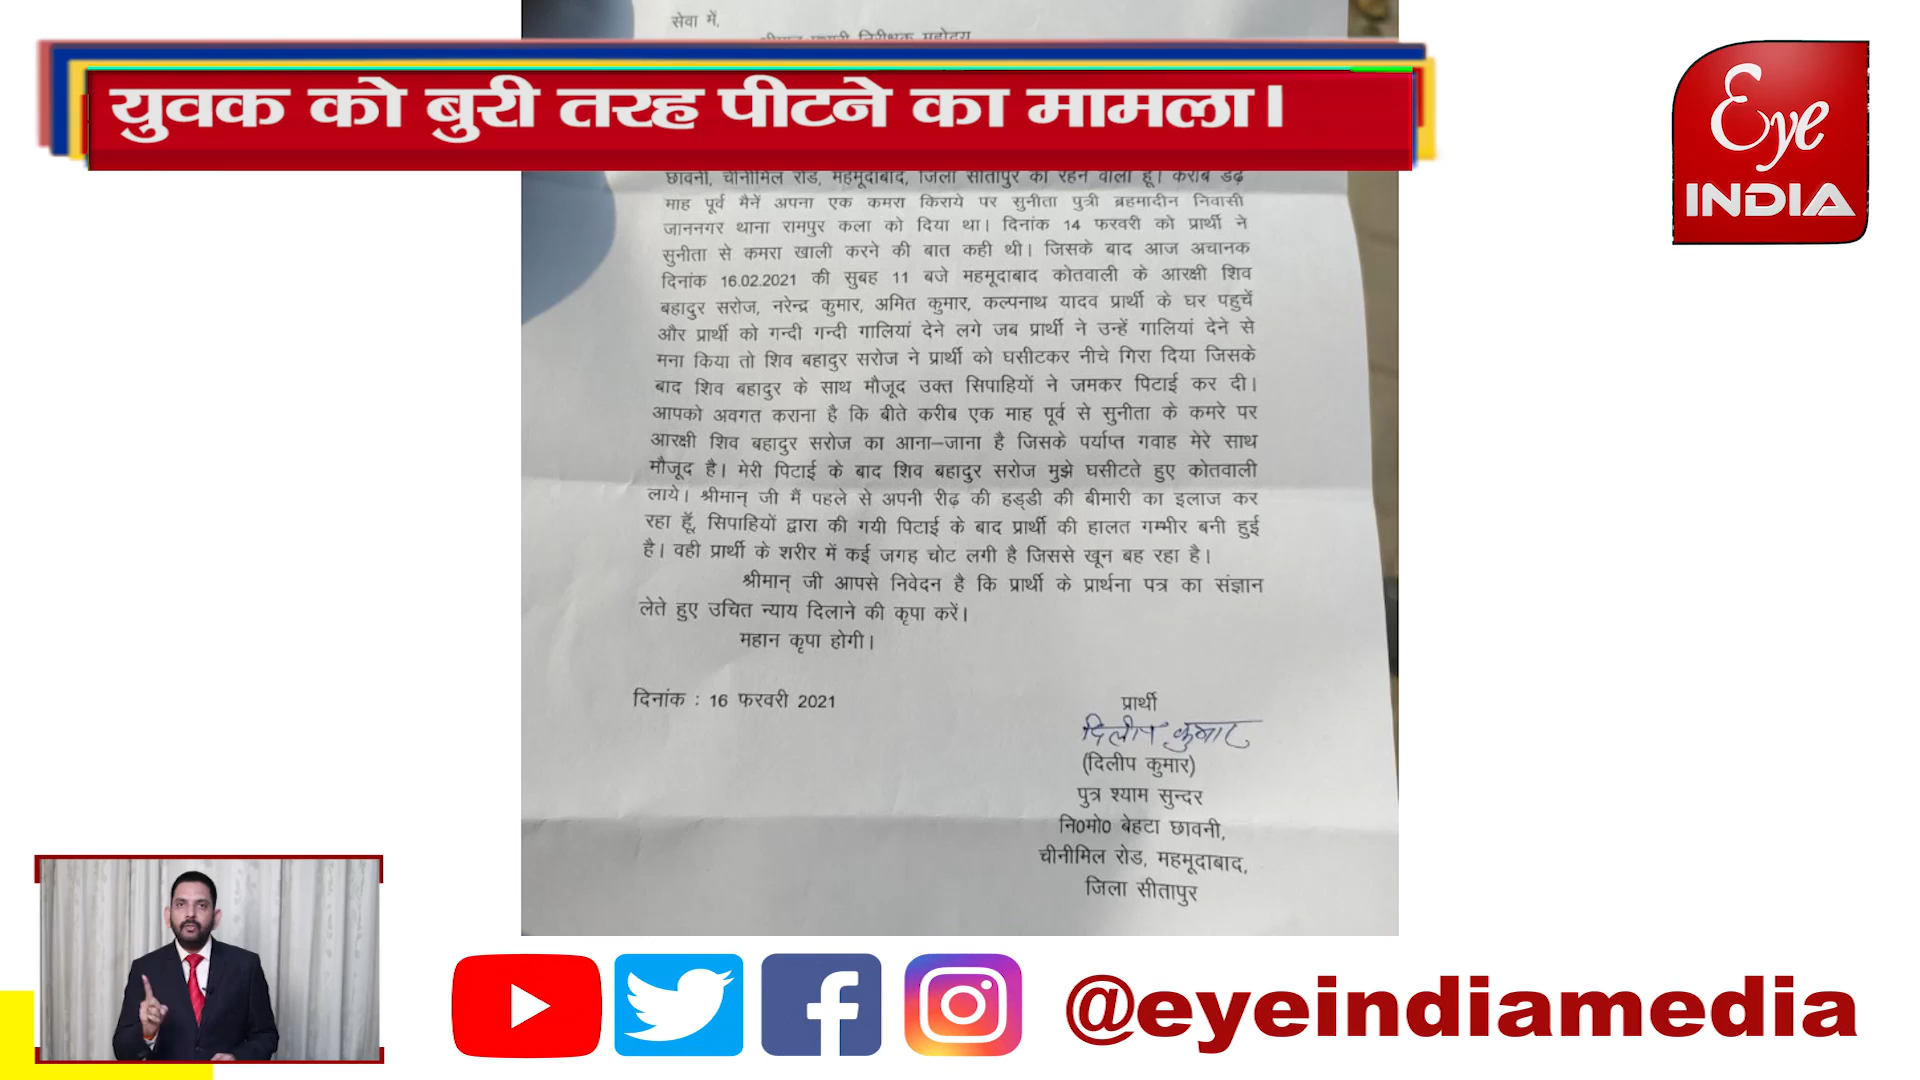 सेवा में,
युवक को बुरी तरह पीटने का मामला।
Eye
INDIA
छावनी, चीनीमिल रोड, महमूदाबाद, जिला सीतापुर का रहने वाला हूं। करीब डेढ़
माह पूर्व मैनें अपना एक कमरा किराये पर सुनीता पुत्री ब्रहमादीन निवासी
जाननगर थाना रामपुर कला को दिया था। दिनांक 14 फरवरी को प्रार्थी ने
सुनीता से कमरा खाली करने की बात कही थी। जिसके बाद आज अचानक
दिनांक 16.02.2021 की सुबह 11 बजे महमूदाबाद कोतवाली के आरक्षी शिव
बहादुर सरोज, नरेन्द्र कुमार, अमित कुमार, कल्पनाथ यादव प्रार्थी के घर पहुचें
और प्रार्थी को गन्दी गन्दी गालियां देने लगे जब प्रार्थी ने उन्हें गालियां देने से
मना किया तो शिव बहादुर सरोज ने प्रार्थी को घसीटकर नीचे गिरा दिया जिसके
बाद शिव बहादुर के साथ मौजूद उक्त सिपाहियों ने जमकर पिटाई कर दी।
आपको अवगत कराना है कि बीते करीब एक माह पूर्व से सुनीता के कमरे पर
आरक्षी शिव बहादुर सरोज का आना–जाना है जिसके पर्याप्त गवाह मेरे साथ
मौजूद है। मेरी पिटाई के बाद शिव बहादुर सरोज मुझे घसीटते हुए कोतवाली
लाये। श्रीमान् जी मैं पहले से अपनी रीढ़ की हड्डी की बीमारी का इलाज कर
रहा हूॅ, सिपाहियों द्वारा की गयी पिटाई के बाद प्रार्थी की हालत गम्भीर बनी हुई
है। वही प्रार्थी के शरीर में कई जगह चोट लगी है जिससे खून बह रहा है।
श्रीमान् जी आपसे निवेदन है कि प्रार्थी के प्रार्थना पत्र का संज्ञान
लेते हुए उचित न्याय दिलाने की कृपा करें।
महान कृपा होगी।
दिनांक : 16 फरवरी 2021
प्रार्थी
दिलीप कुमार
(दिलीप कुमार)
पुत्र श्याम सुन्दर
नि0मो0 बेहटा छावनी,
चीनीमिल रोड, महमूदाबाद,
जिला सीतापुर
@eyeindiamedia